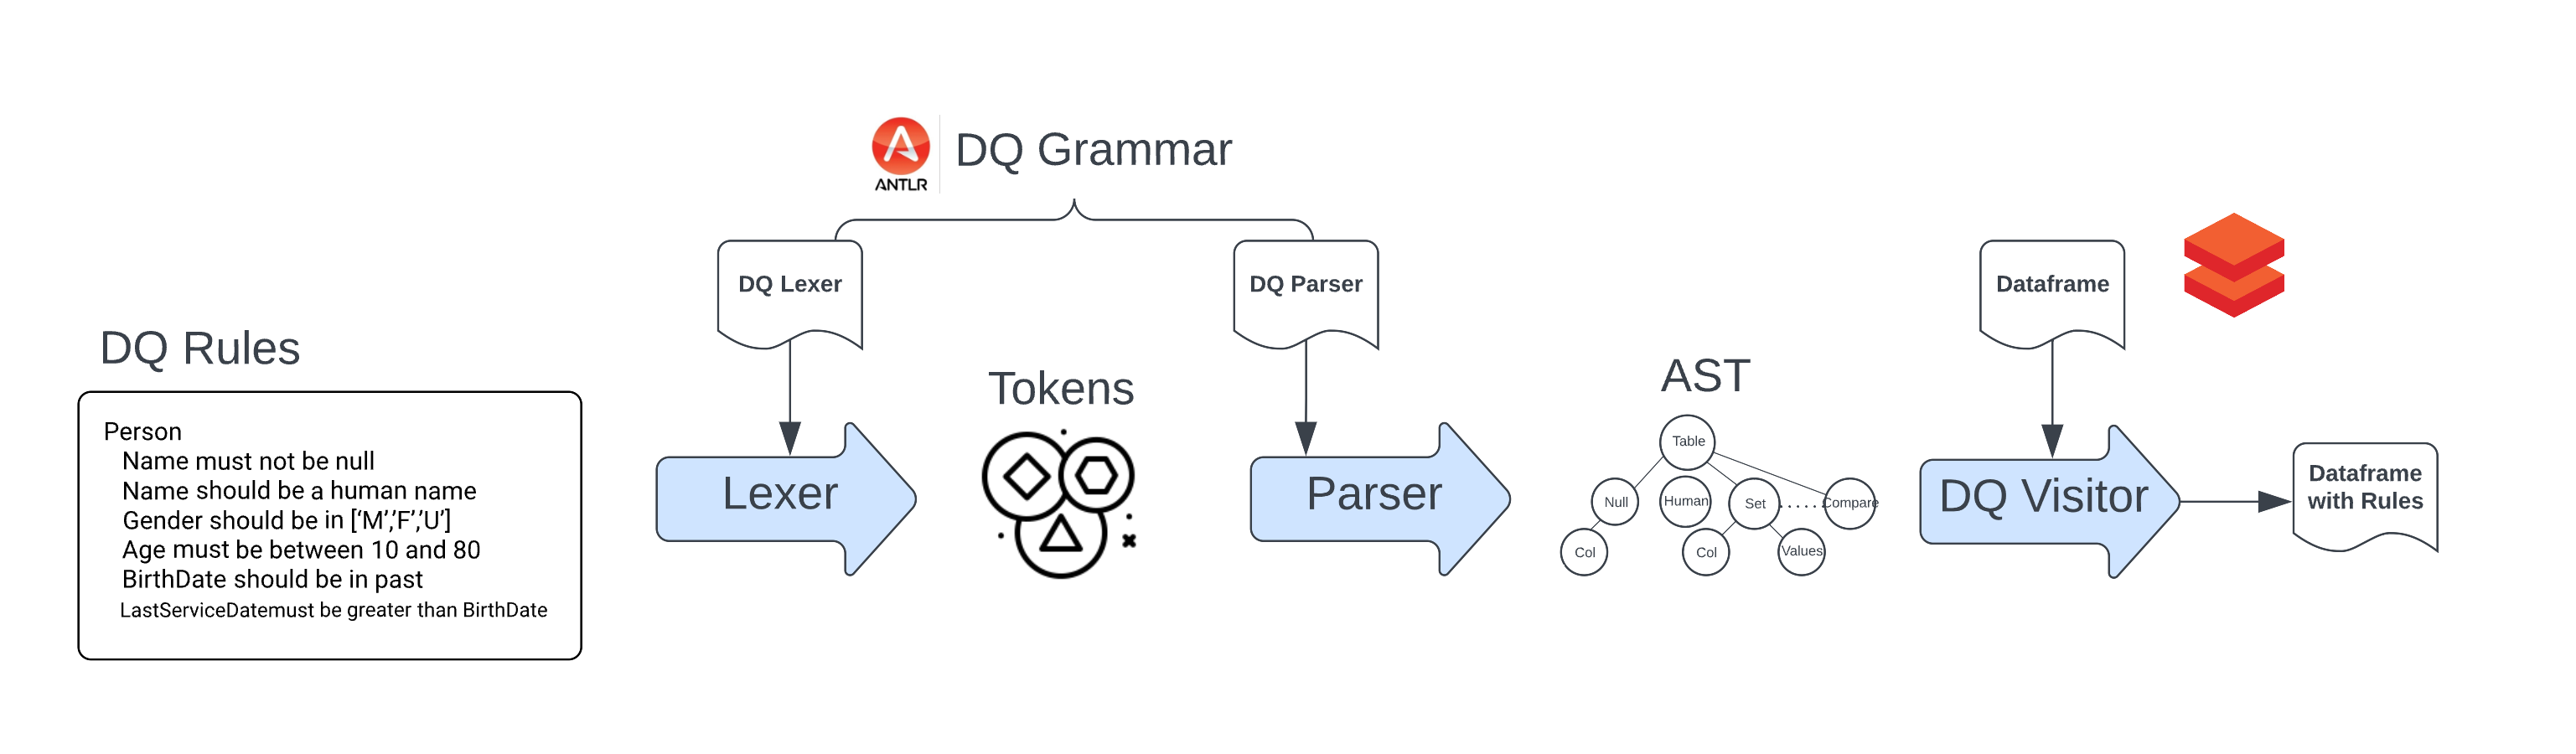 DQ Rules
Person
Name must not be null
Name should be a human name
Gender should be in ['M','F','U']
Age must be between 10 and 80
BirthDate should be in past
LastServiceDatemust be greater than BirthDate
ANTLR
DQ Grammar
DQ Lexer
Lexer
Tokens
DQ Parser
Parser
AST
Table
Null
Human
Set
......
Compare
Col
Col
Values
Dataframe
DQ Visitor
Dataframe
with Rules